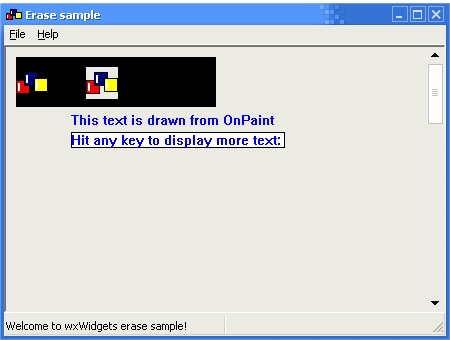 Erase sample
File Help
This text is drawn from OnPaint
Hit any key to display more text:
Welcome to wxWidgets erase sample!